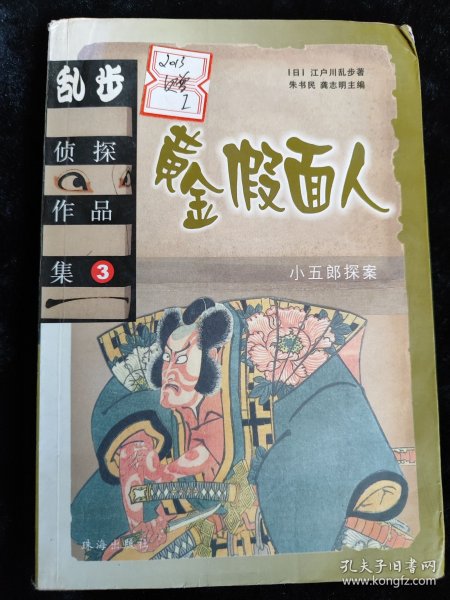 [日] 江户川乱步著
朱书民 龚志明主编
乱步
侦探
作品
集 3
黄金假面人
小五郎探案
2013
I
珠海出版社
孔夫子旧书网
www.kongfz.com